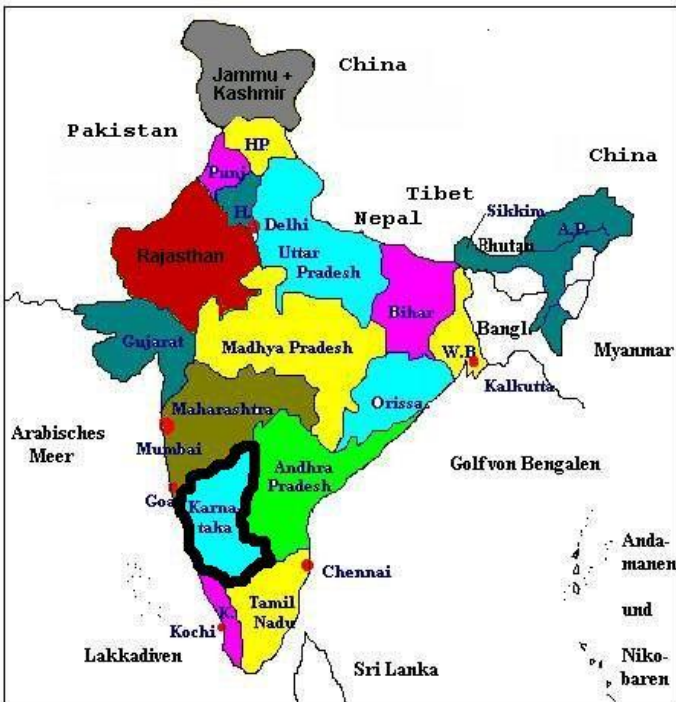 Jammu +
Kashmir
China
Pakistan
HP
Punj
China
Tibet
Sikkim
H.
Delhi
Nepal
A.P.
Bhutan
Rajasthan
Uttar
Pradesh
Bihar
Bangl
Gujarat
Madhya Pradesh
W.B
Myanmar
Kalkutta
Maharashtra
Orissa
Arabisches
Meer
Mumbai
Andhra
Pradesh
Golf von Bengalen
Goa
Karna
taka
Chennai
Anda-
manen
K.
Tamil
Nadu
und
Kochi
Lakkadiven
Sri Lanka
Niko-
baren